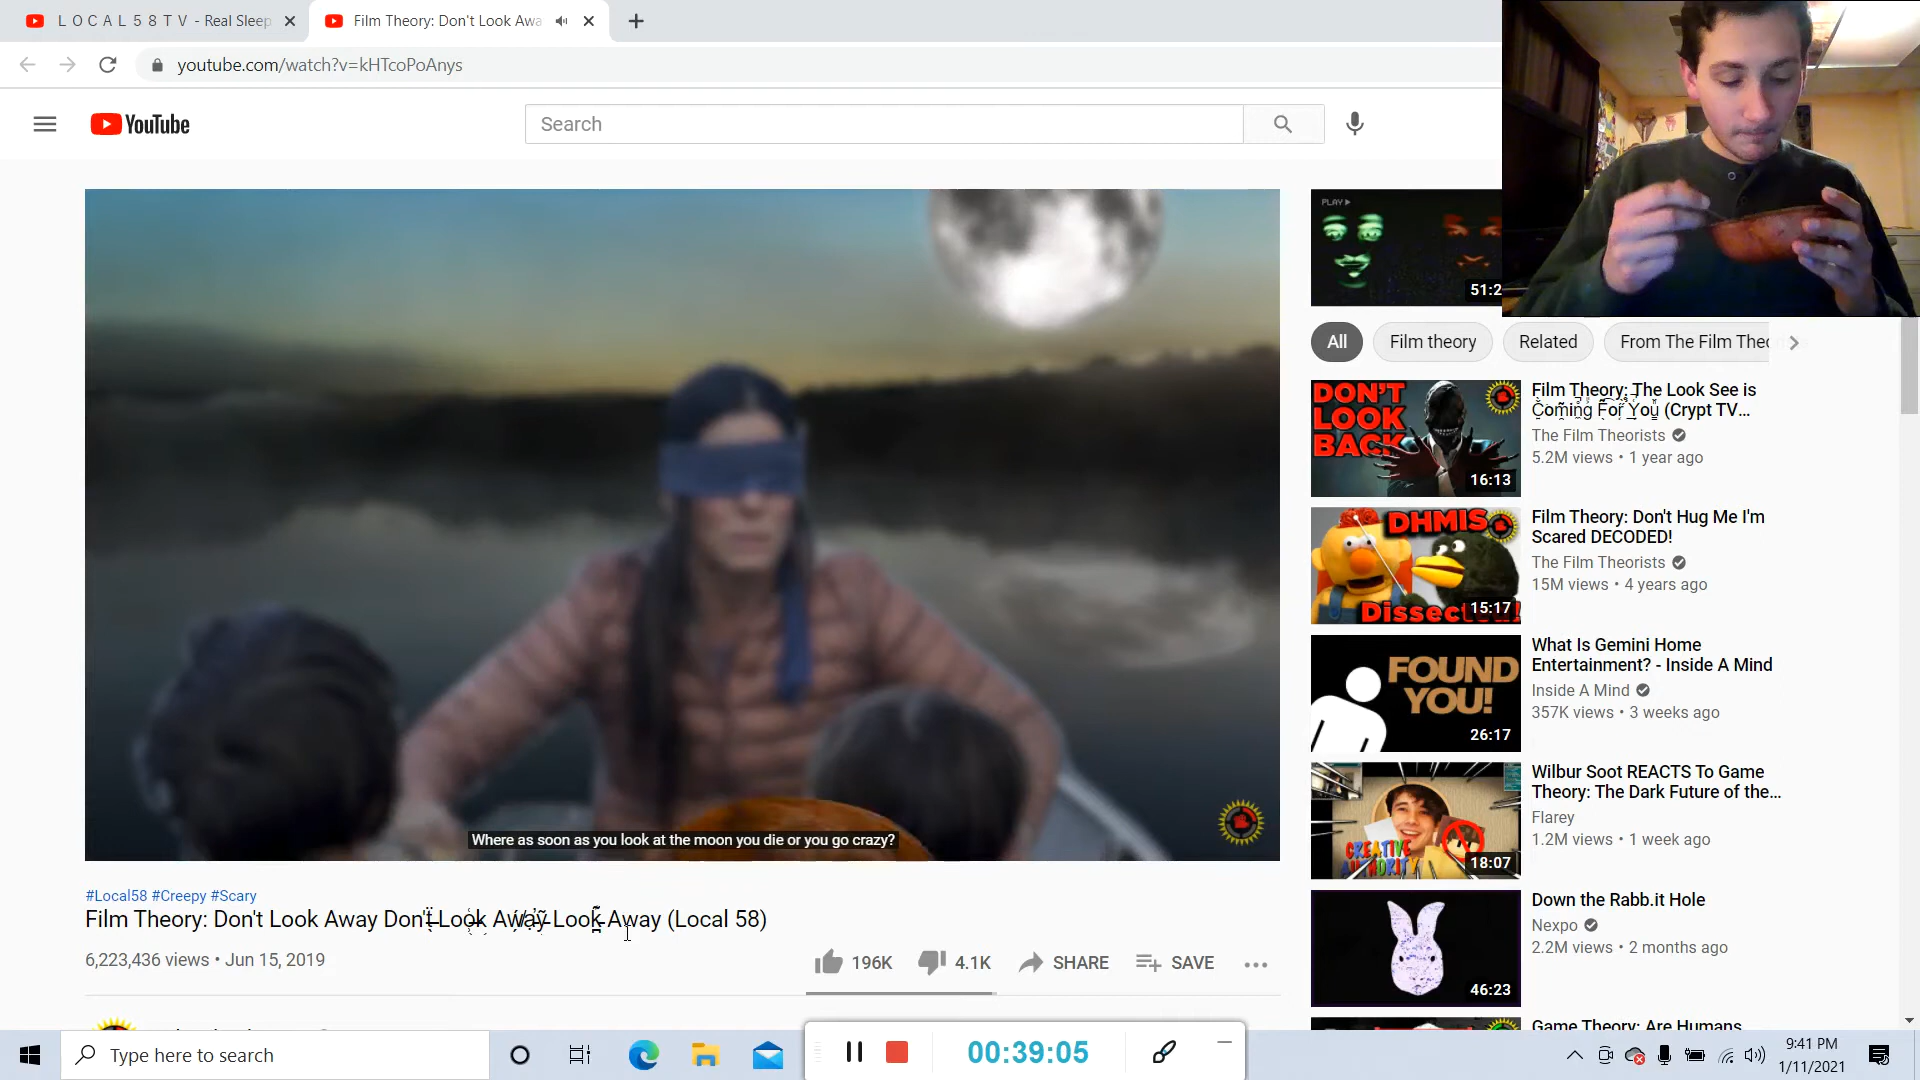 L O C A L 5 8 T V - Real Sleep
Film Theory: Don't Look Awa
youtube.com/watch?v=kHTcoPoAnys
YouTube
Search
PLAY
51:2
All
Film theory
Related
From The Film Theo
DON'T
LOOK
BACK
16:13
Film Theory: The Look See is
Coming For You (Crypt TV...
The Film Theorists
5.2M views • 1 year ago
DHMIS
Dissected!
15:17
Film Theory: Don't Hug Me I'm
Scared DECODED!
The Film Theorists
15M views • 4 years ago
FOUND
YOU!
26:17
What Is Gemini Home
Entertainment? - Inside A Mind
Inside A Mind
357K views • 3 weeks ago
CREATIVE
AUTHORITY
18:07
Wilbur Soot REACTS To Game
Theory: The Dark Future of the...
Flarey
1.2M views • 1 week ago
46:23
Down the Rabb.it Hole
Nexpo
2.2M views • 2 months ago
Game Theory: Are Humans
Where as soon as you look at the moon you die or you go crazy?
#Local58 #Creepy #Scary
Film Theory: Don't Look Away Don't Look Away Look Away (Local 58)
6,223,436 views • Jun 15, 2019
196K
4.1K
SHARE
SAVE
Type here to search
00:39:05
9:41 PM
1/11/2021